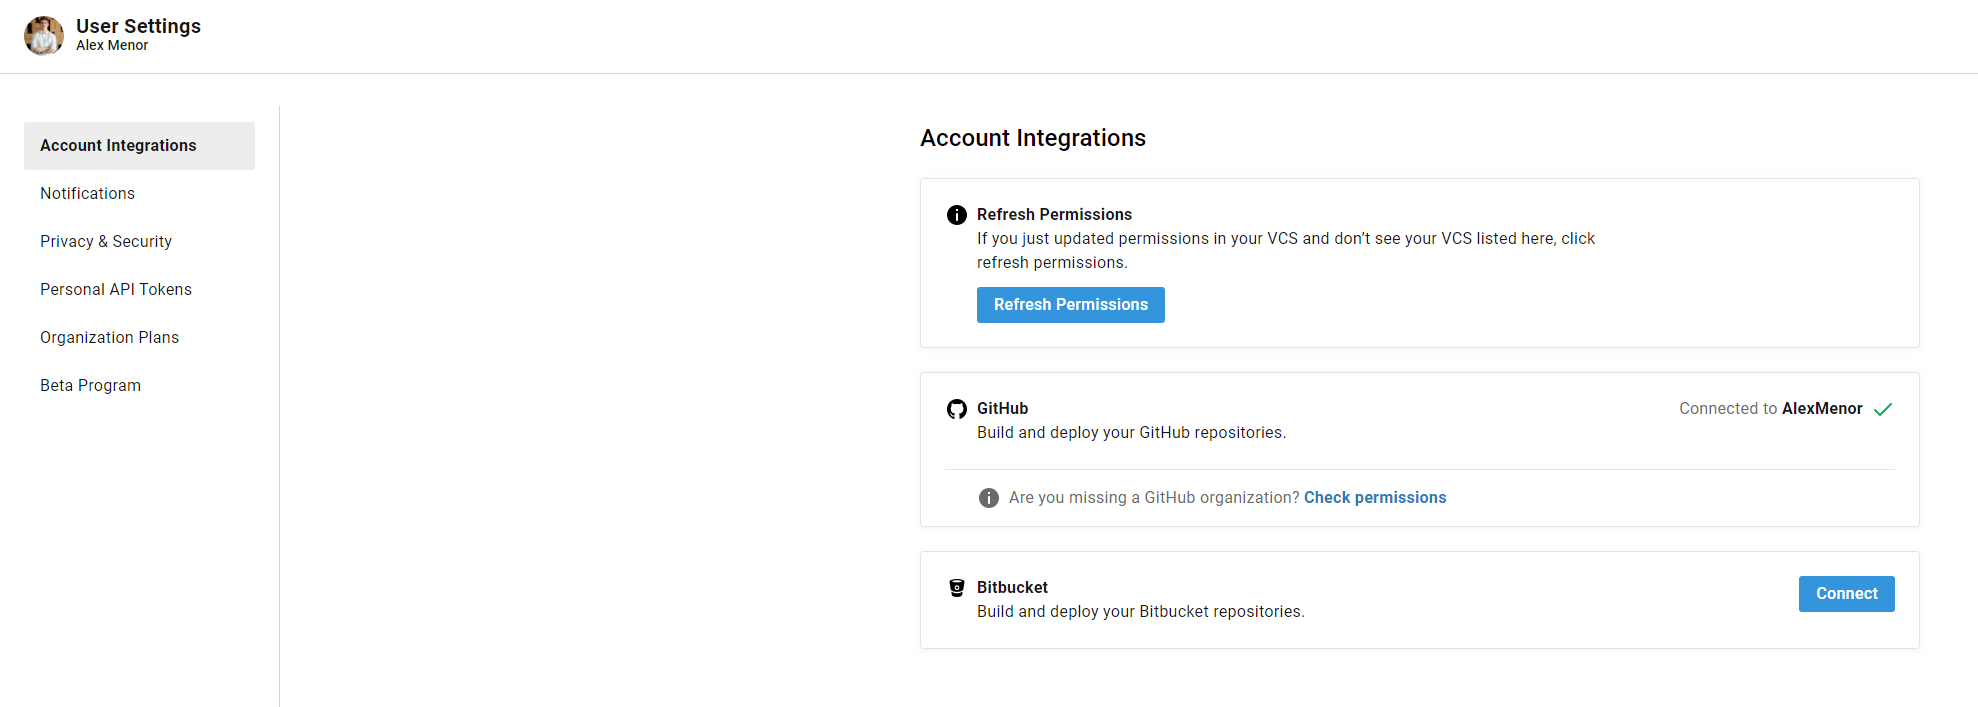 User Settings
Alex Menor
Account Integrations
Notifications
Privacy & Security
Personal API Tokens
Organization Plans
Beta Program
Account Integrations
Refresh Permissions
If you just updated permissions in your VCS and don’t see your VCS listed here, click
refresh permissions.
Refresh Permissions
GitHub
Connected to AlexMenor
Build and deploy your GitHub repositories.
Are you missing a GitHub organization? Check permissions
Bitbucket
Build and deploy your Bitbucket repositories.
Connect